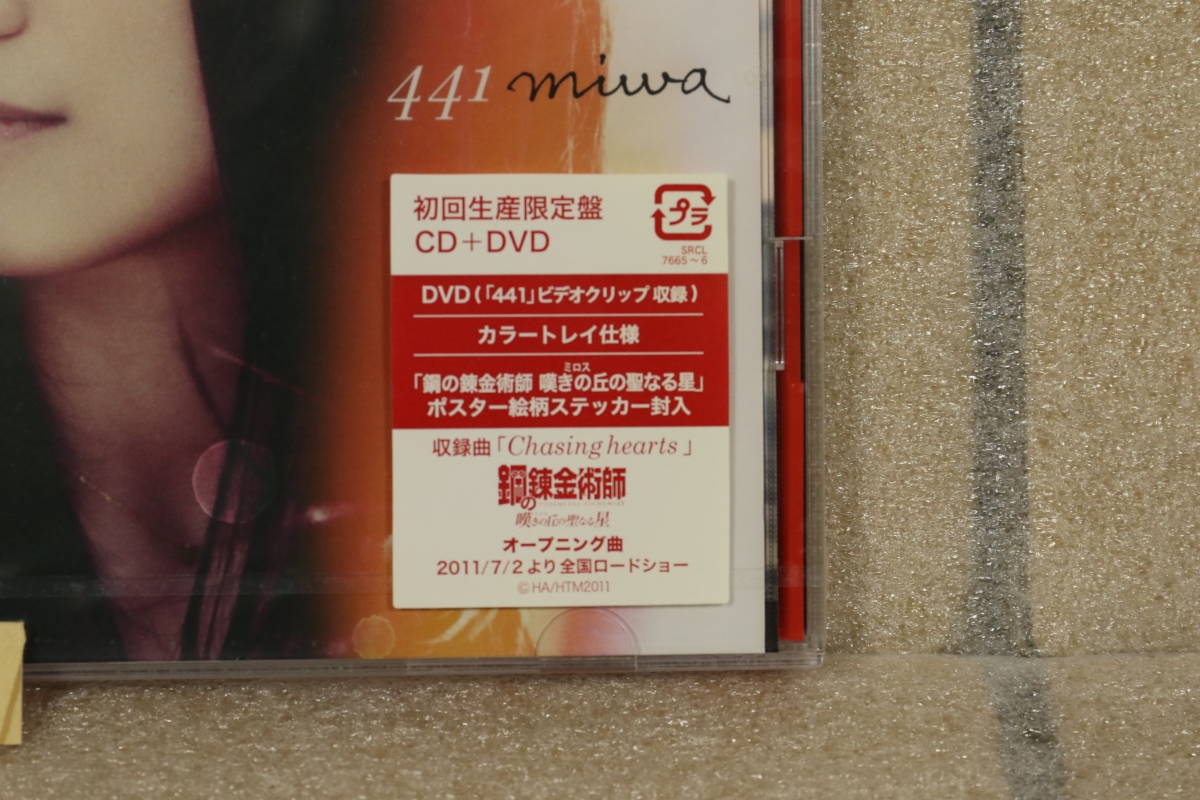 441 miwa
初回生産限定盤
CD+DVD
プラ
SRCL
7665~6
DVD(「441」ビデオクリップ収録)
カラートレイ仕様
ミロス
「鋼の錬金術師 嘆きの丘の聖なる星」
ポスター絵柄ステッカー封入
収録曲「Chasing hearts」
鋼の錬金術師
嘆きの丘の聖なる星
オープニング曲
2011/7/2より全国ロードショー
©HA/HTM2011